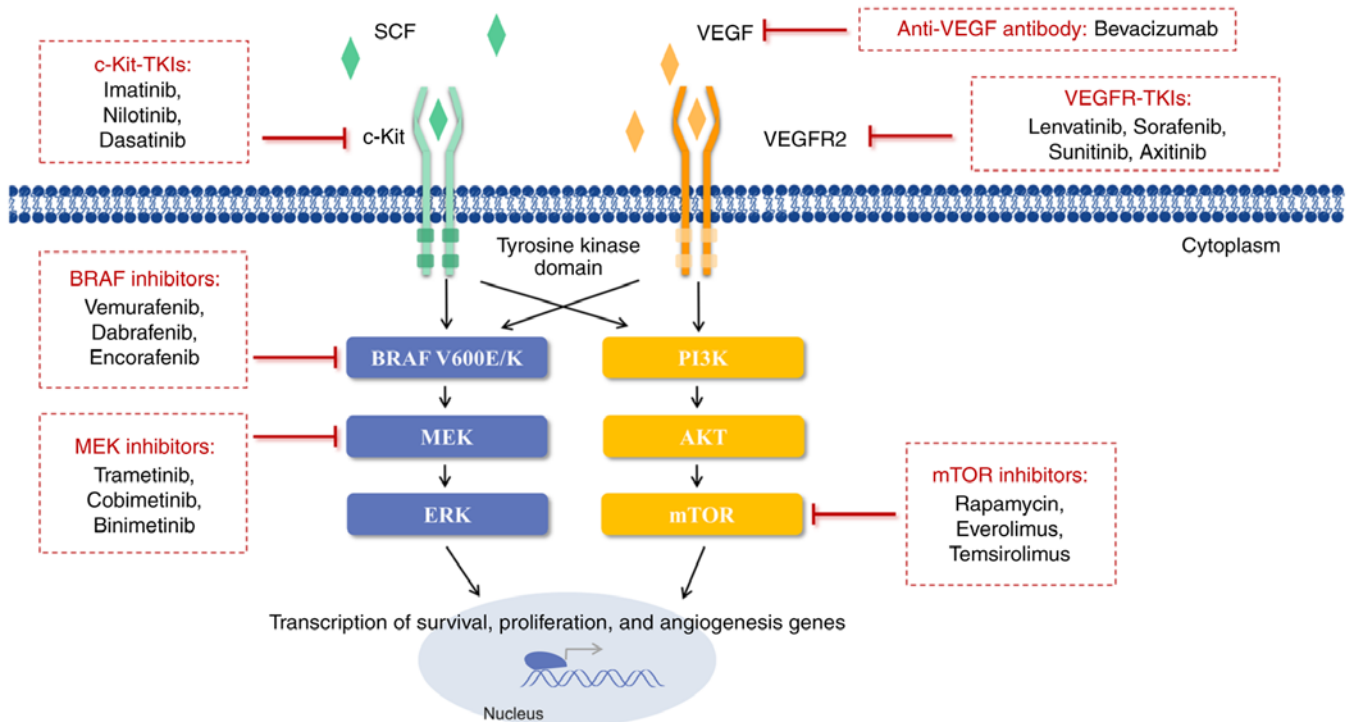 SCF
VEGF
Anti-VEGF antibody: Bevacizumab
c-Kit-TKIs:
Imatinib,
Nilotinib,
Dasatinib
c-Kit
VEGFR2
VEGFR-TKIs:
Lenvatinib, Sorafenib,
Sunitinib, Axitinib
Tyrosine kinase
domain
Cytoplasm
BRAF inhibitors:
Vemurafenib,
Dabrafenib,
Encorafenib
BRAF V600E/K
PI3K
MEK inhibitors:
Trametinib,
Cobimetinib,
Binimetinib
MEK
AKT
ERK
mTOR
mTOR inhibitors:
Rapamycin,
Everolimus,
Temsirolimus
Transcription of survival, proliferation, and angiogenesis genes
Nucleus